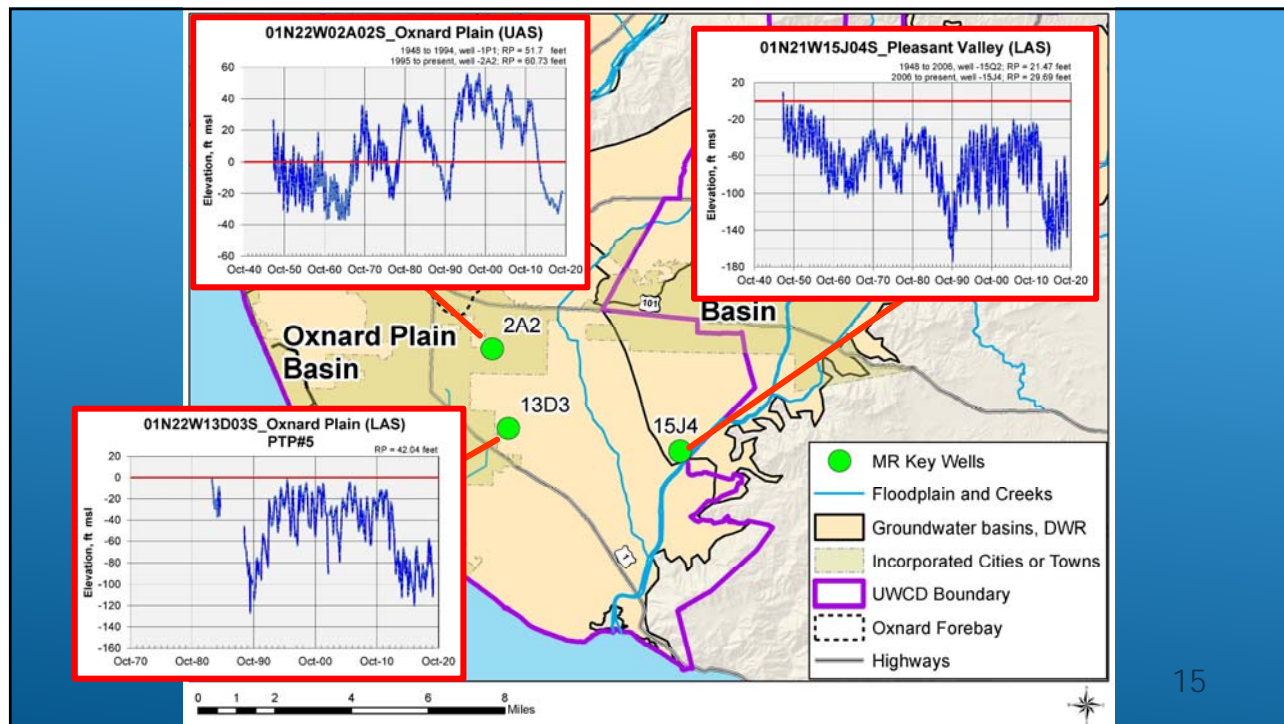 01N22W02A02S_Oxnard Plain (UAS)
1948 to 1994, well -1P1; RP = 51.7 feet
1995 to present, well -2A2; RP = 60.73 feet
Elevation, ft msl
60
40
20
0
-20
-40
-60
Oct-40 Oct-50 Oct-60 Oct-70 Oct-80 Oct-90 Oct-00 Oct-10 Oct-20
01N21W15J04S_Pleasant Valley (LAS)
1948 to 2006, well -15Q2; RP = 21.47 feet
2006 to present, well -15J4; RP = 29.69 feet
Elevation, ft msl
20
-20
-60
-100
-140
-180
Oct-40 Oct-50 Oct-60 Oct-70 Oct-80 Oct-90 Oct-00 Oct-10 Oct-20
101
Basin
2A2
Oxnard Plain
Basin
13D3
15J4
1
01N22W13D03S_Oxnard Plain (LAS)
PTP#5
RP = 42.04 feet
Elevation, ft msl
20
0
-20
-40
-60
-80
-100
-120
-140
-160
Oct-70 Oct-80 Oct-90 Oct-00 Oct-10 Oct-20
MR Key Wells
Floodplain and Creeks
Groundwater basins, DWR
Incorporated Cities or Towns
UWCD Boundary
Oxnard Forebay
Highways
0 1 2 4 6 8
Miles
15